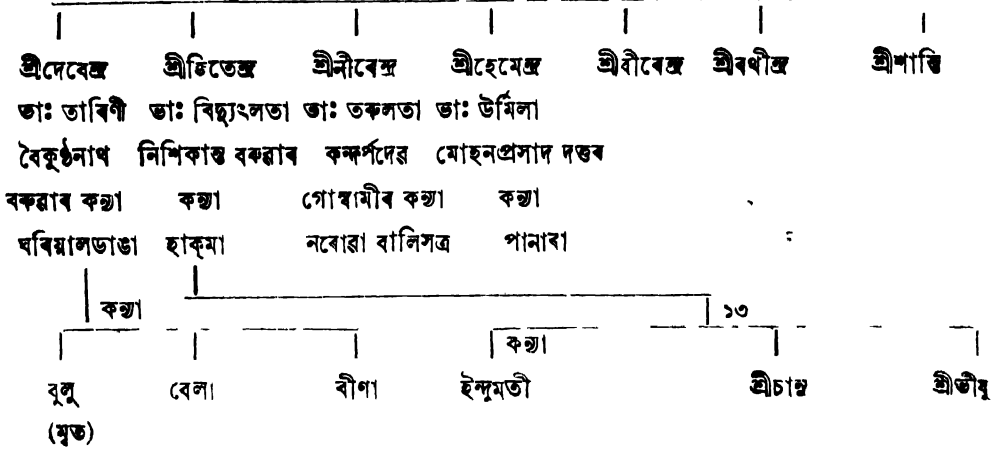 শ্ৰীদেবেন্দ্ৰ শ্ৰীজিতেন্দ্ৰ শ্ৰীনীৰেন্দ্ৰ শ্ৰীহেমেন্দ্ৰ শ্ৰীবীৰেন্দ্ৰ শ্ৰীৰথীন্দ্ৰ শ্ৰীশান্তি
ভাঃ তাৰিণী ভাঃ বিদ্যুৎলতা ভাঃ তৰুলতা ভাঃ উৰ্মিলা
বৈকুণ্ঠনাথ নিশিকান্ত বৰুৱাৰ কন্দৰ্পদেৱ মোহনপ্ৰসাদ দত্তৰ
বৰুৱাৰ কন্যা কন্যা গোস্বামীৰ কন্যা কন্যা
ঘৰিয়ালডাঙা হাক্‌মা নৰোৱা বালিসত্ৰ পানাৰা
কন্যা ১৩
কন্যা
বুলু বেলা বীণা ইন্দুমতী শ্ৰীচান্দু শ্ৰীভীষু
(মৃত)